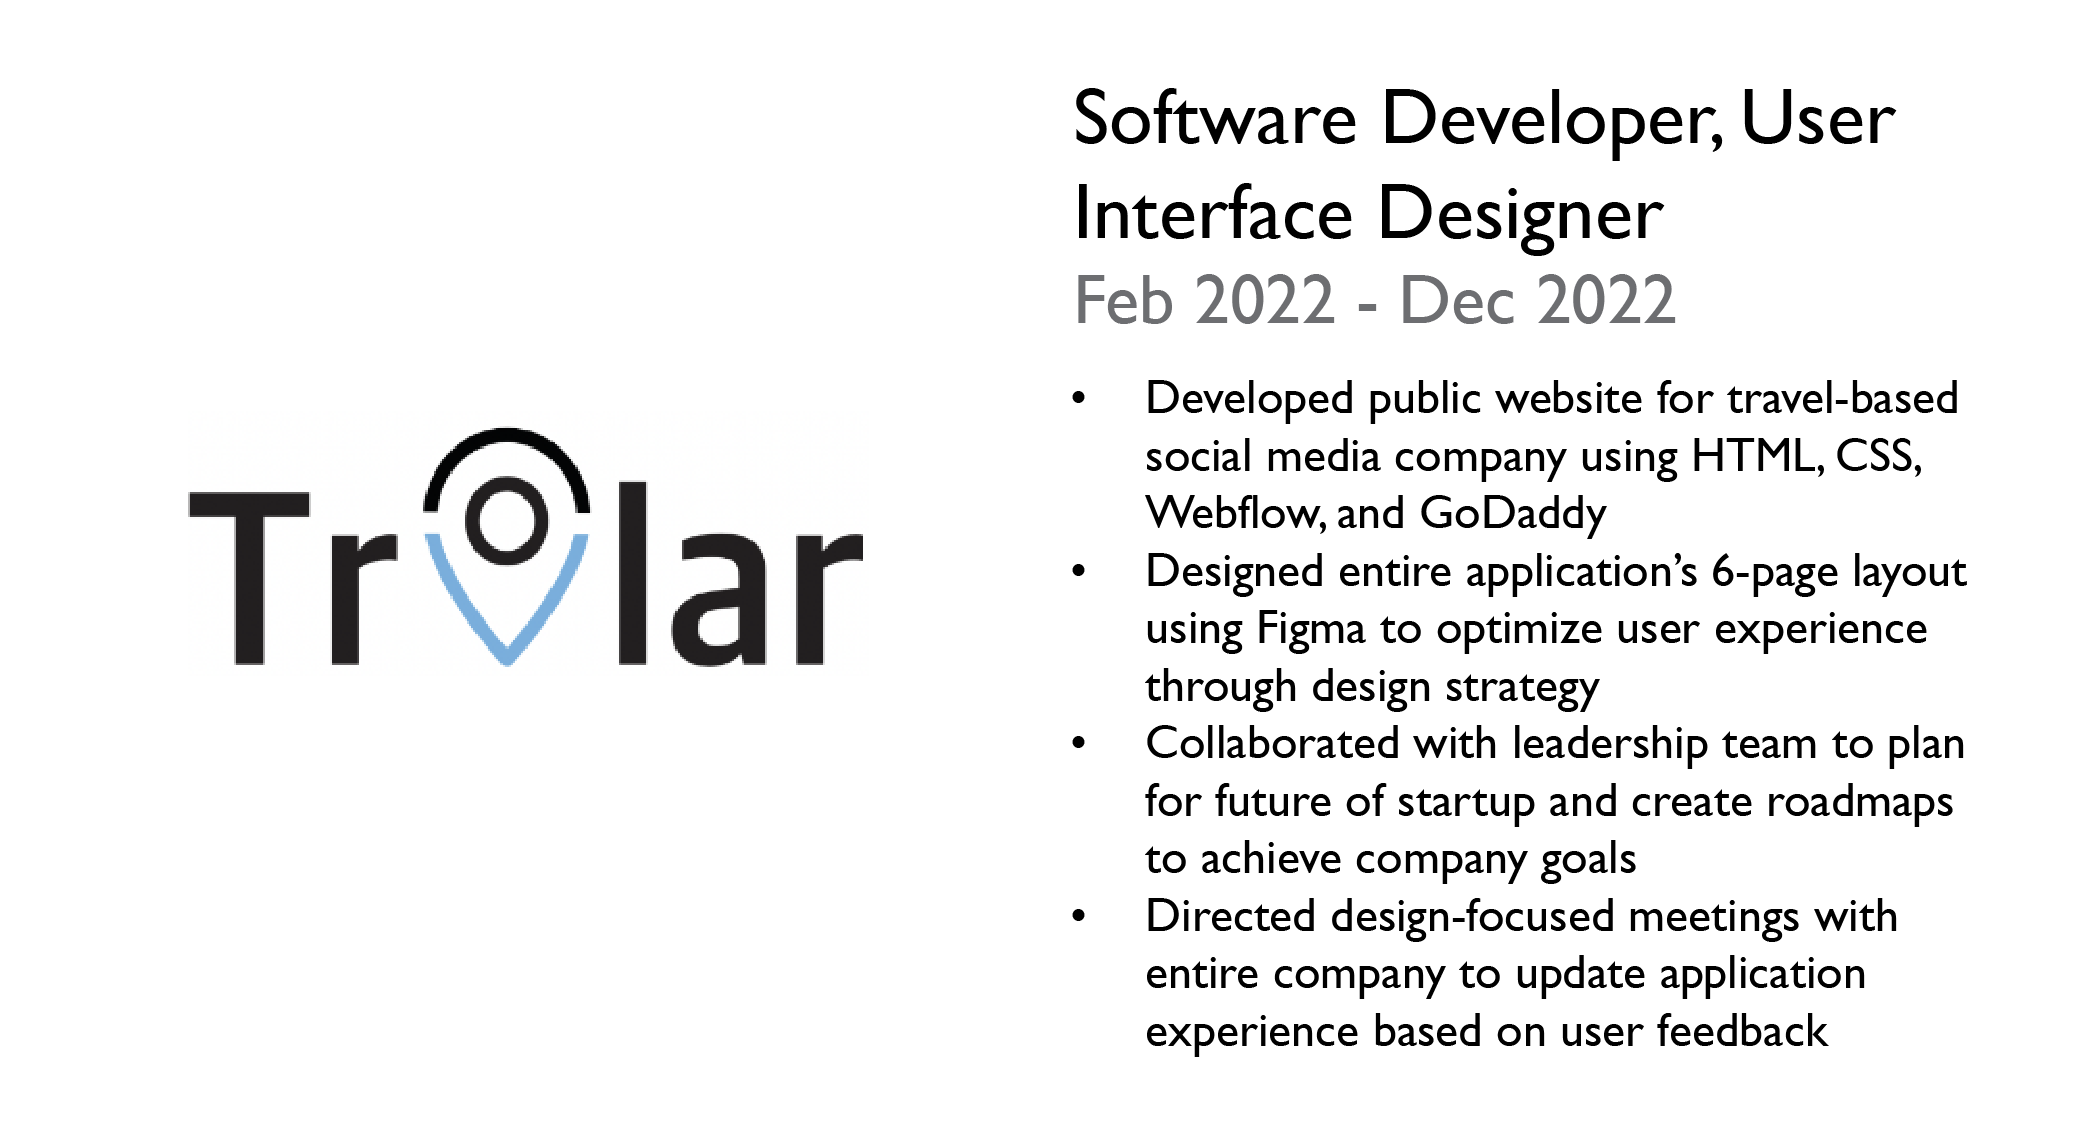 Trolar
Software Developer, User
Interface Designer
Feb 2022 - Dec 2022
• Developed public website for travel-based
social media company using HTML, CSS,
Webflow, and GoDaddy
• Designed entire application’s 6-page layout
using Figma to optimize user experience
through design strategy
• Collaborated with leadership team to plan
for future of startup and create roadmaps
to achieve company goals
• Directed design-focused meetings with
entire company to update application
experience based on user feedback